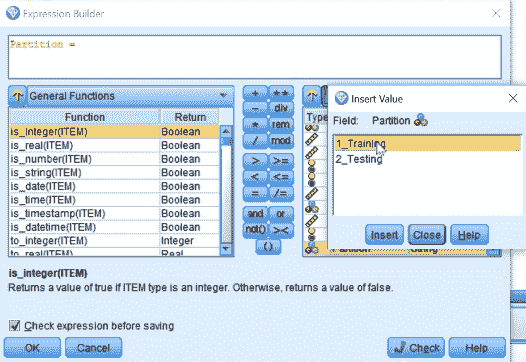 Expression Builder
Partition =
General Functions
Function Return
is_integer(ITEM) Boolean
is_real(ITEM) Boolean
is_number(ITEM) Boolean
is_string(ITEM) Boolean
is_date(ITEM) Boolean
is_time(ITEM) Boolean
is_timestamp(ITEM) Boolean
is_datetime(ITEM) Boolean
to_integer(ITEM) Integer
to_real(ITEM) Real
+ **
- div
* rem
/ mod
> >=
< <=
= /=
and or
not() ><
()
Type
Partition String
Insert Value
Field: Partition
1_Training
2_Testing
Insert Close Help
is_integer(ITEM)
Returns a value of true if ITEM type is an integer. Otherwise, returns a value of false.
Check expression before saving
OK Cancel Check Help